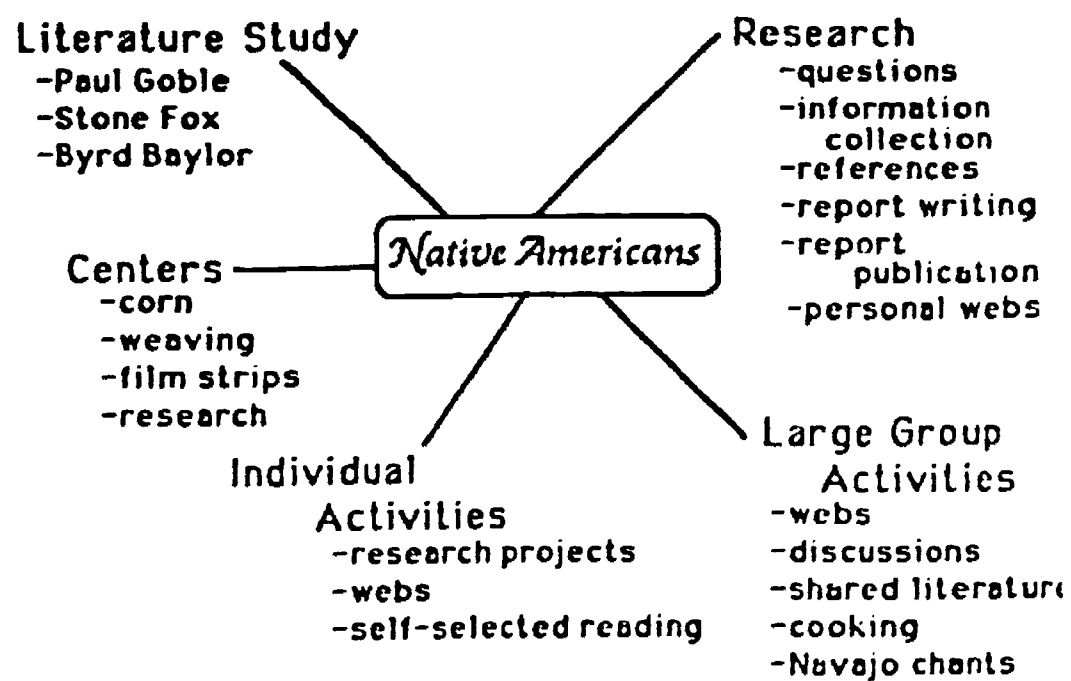 Literature Study
-Paul Goble
-Stone Fox
-Byrd Baylor
Research
-questions
-information
collection
-references
-report writing
-report
publication
-personal webs
Native Americans
Centers
-corn
-weaving
-film strips
-research
Individual
Activities
-research projects
-webs
-self-selected reading
Large Group
Activities
-webs
-discussions
-shared literature
-cooking
-Navajo chants